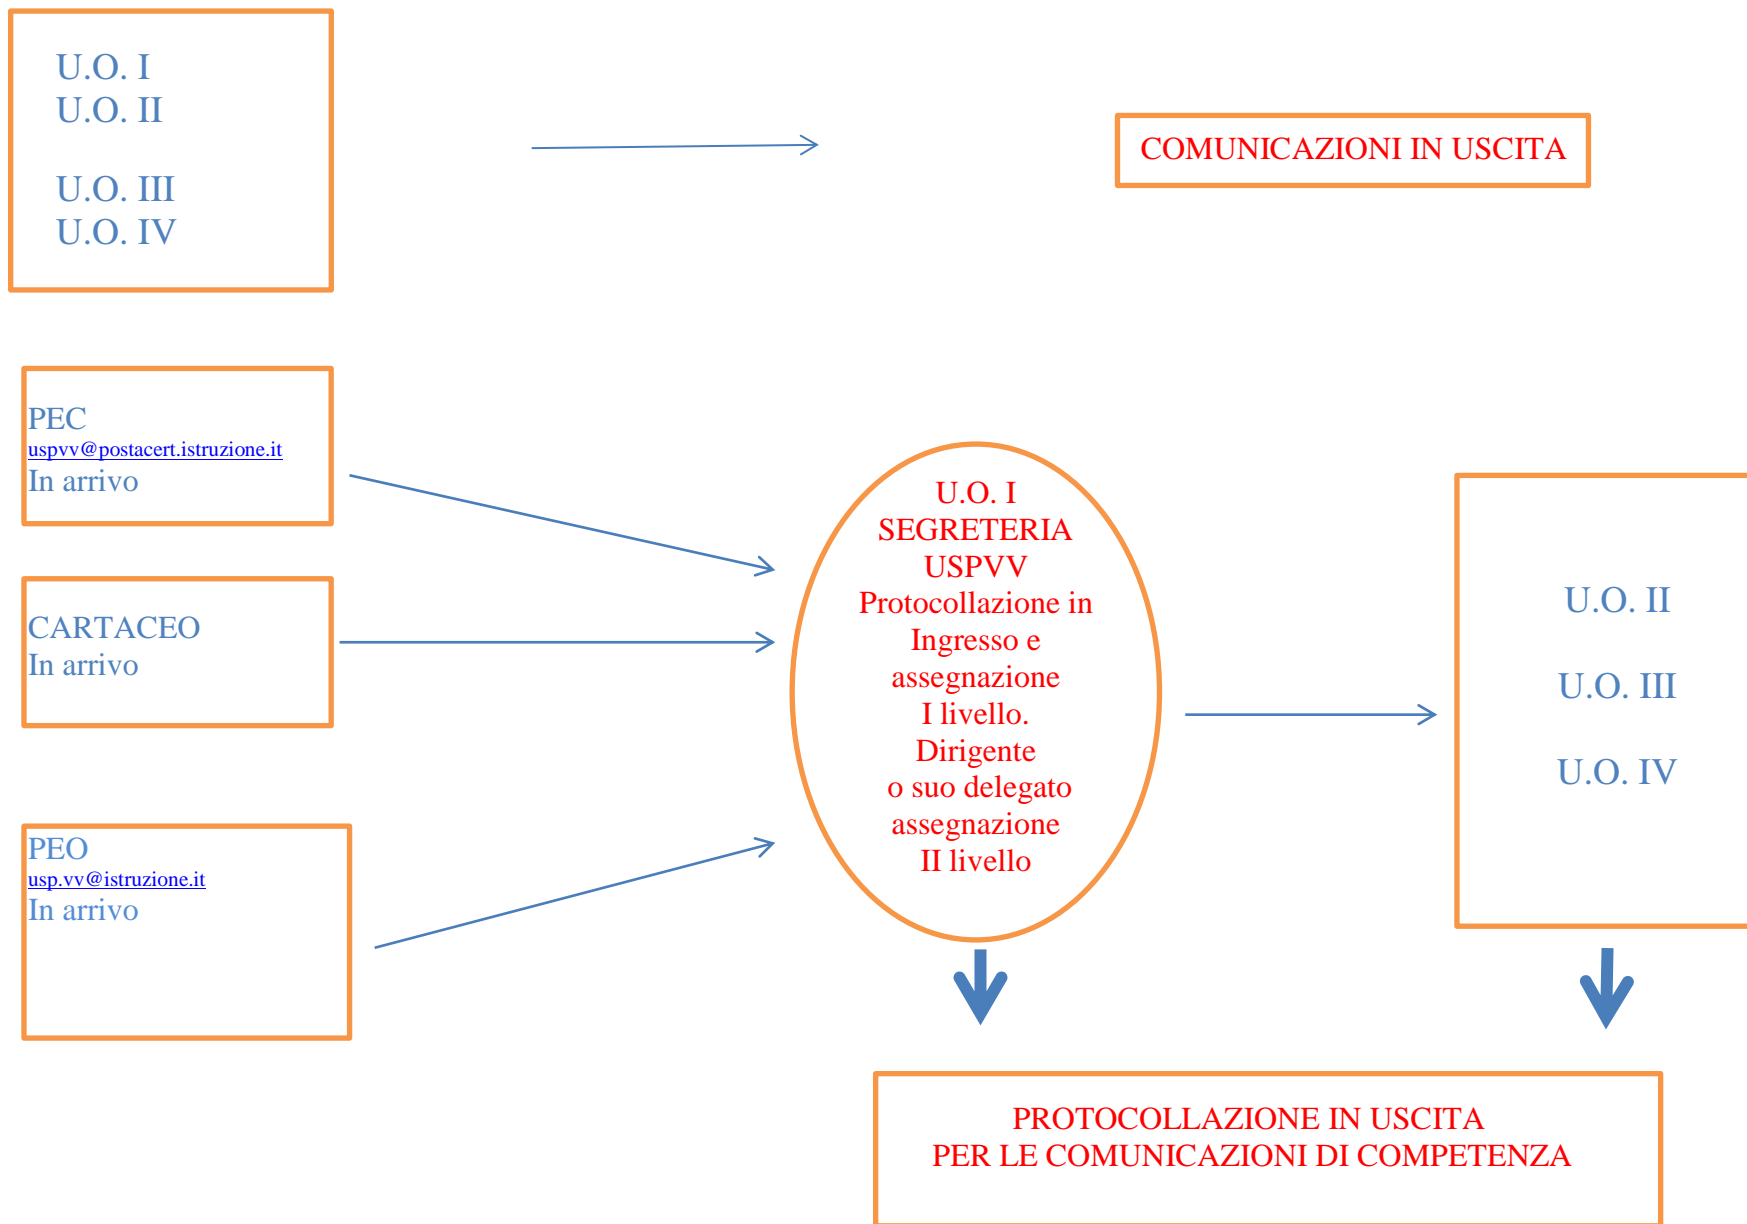 U.O. I
U.O. II
U.O. III
U.O. IV
COMUNICAZIONI IN USCITA
PEC
uspvv@postacert.istruzione.it
In arrivo
CARTACEO
In arrivo
PEO
usp.vv@istruzione.it
In arrivo
U.O. I
SEGRETERIA
USPVV
Protocollazione in
Ingresso e
assegnazione
I livello.
Dirigente
o suo delegato
assegnazione
II livello
U.O. II
U.O. III
U.O. IV
PROTOCOLLAZIONE IN USCITA
PER LE COMUNICAZIONI DI COMPETENZA